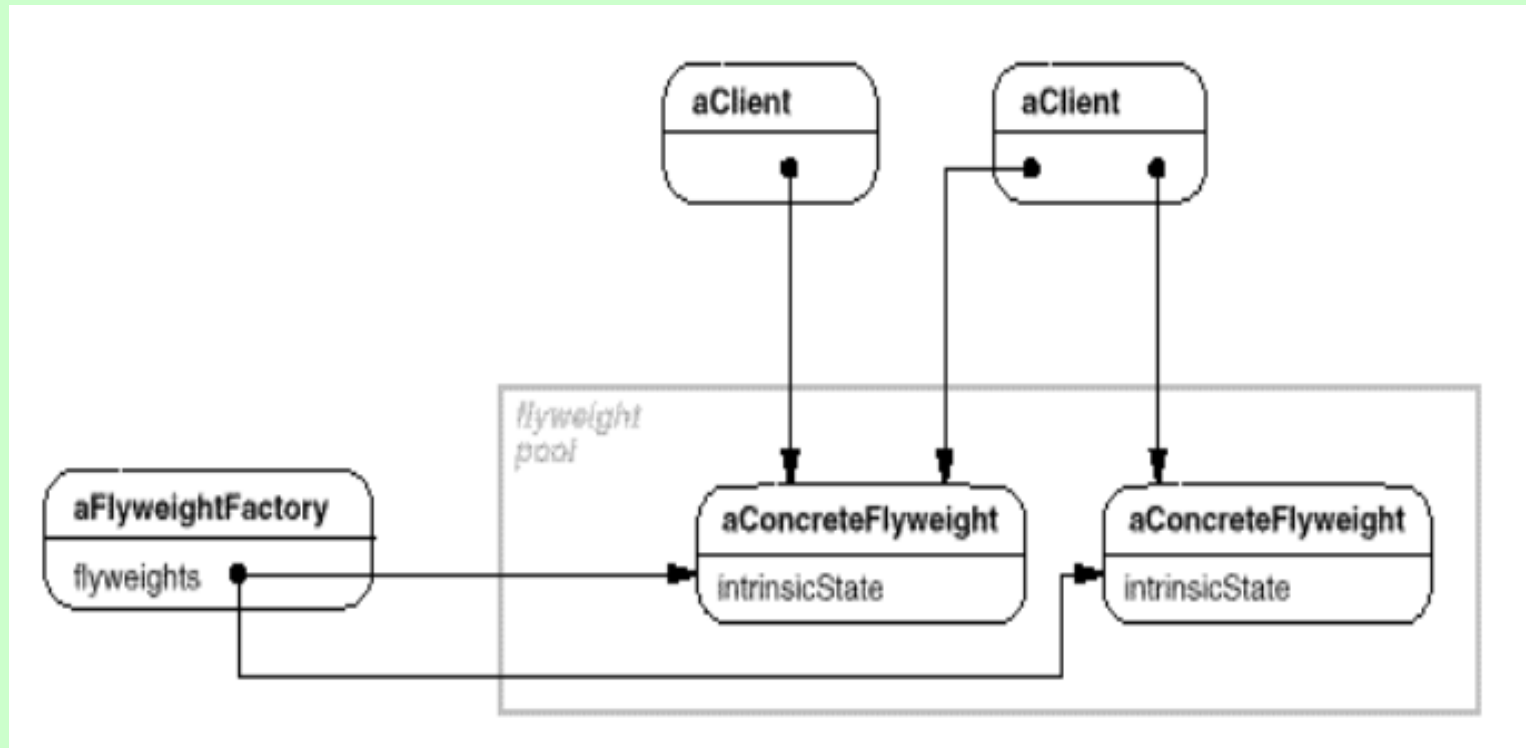 aClient
aClient
flyweight
pool
aFlyweightFactory
flyweights
aConcreteFlyweight
intrinsicState
aConcreteFlyweight
intrinsicState